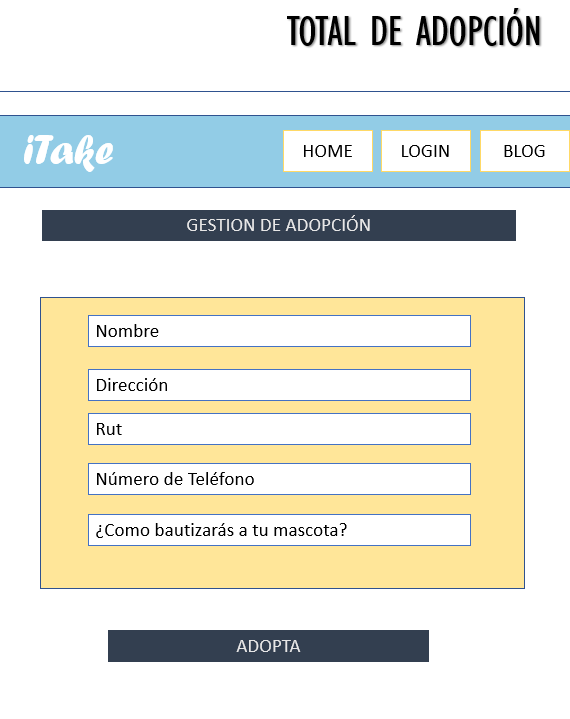 TOTAL DE ADOPCIÓN
iTake
HOME
LOGIN
BLOG
GESTION DE ADOPCIÓN
Nombre
Dirección
Rut
Número de Teléfono
¿Como bautizarás a tu mascota?
ADOPTA